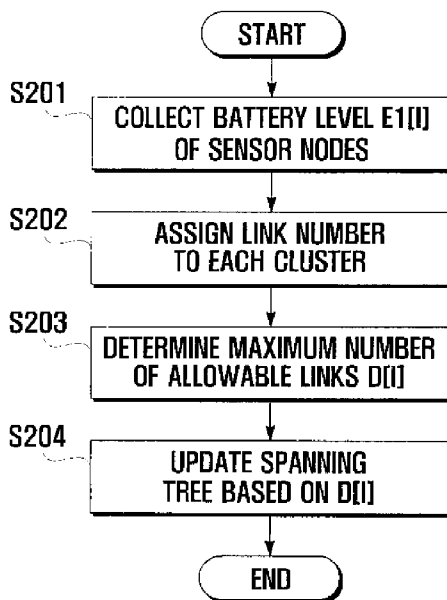 START
S201
COLLECT BATTERY LEVEL E1[I]
OF SENSOR NODES
S202
ASSIGN LINK NUMBER
TO EACH CLUSTER
S203
DETERMINE MAXIMUM NUMBER
OF ALLOWABLE LINKS D[I]
S204
UPDATE SPANNING
TREE BASED ON D[I]
END